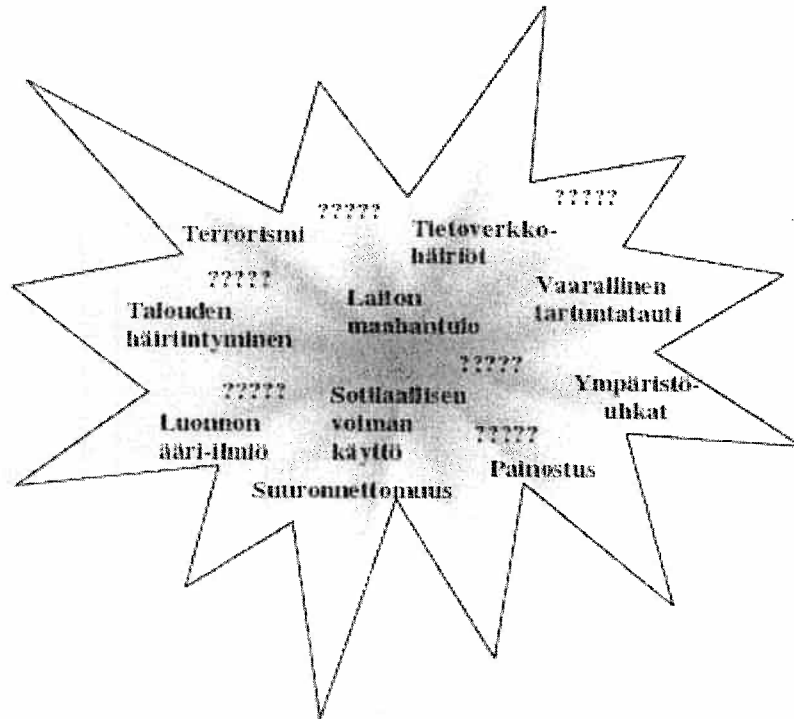 ?????
?????
Terrorismi
Tietoverkko-
häiriöt
?????
Talouden
häiriintyminen
Laiton
maahantulo
Vaarallinen
tartuntatauti
?????
?????
Sotilaallisen
voiman
käyttö
Ympäristö-
uhkat
Luonnon
ääri-ilmiö
?????
Painostus
Suuronnettomuus